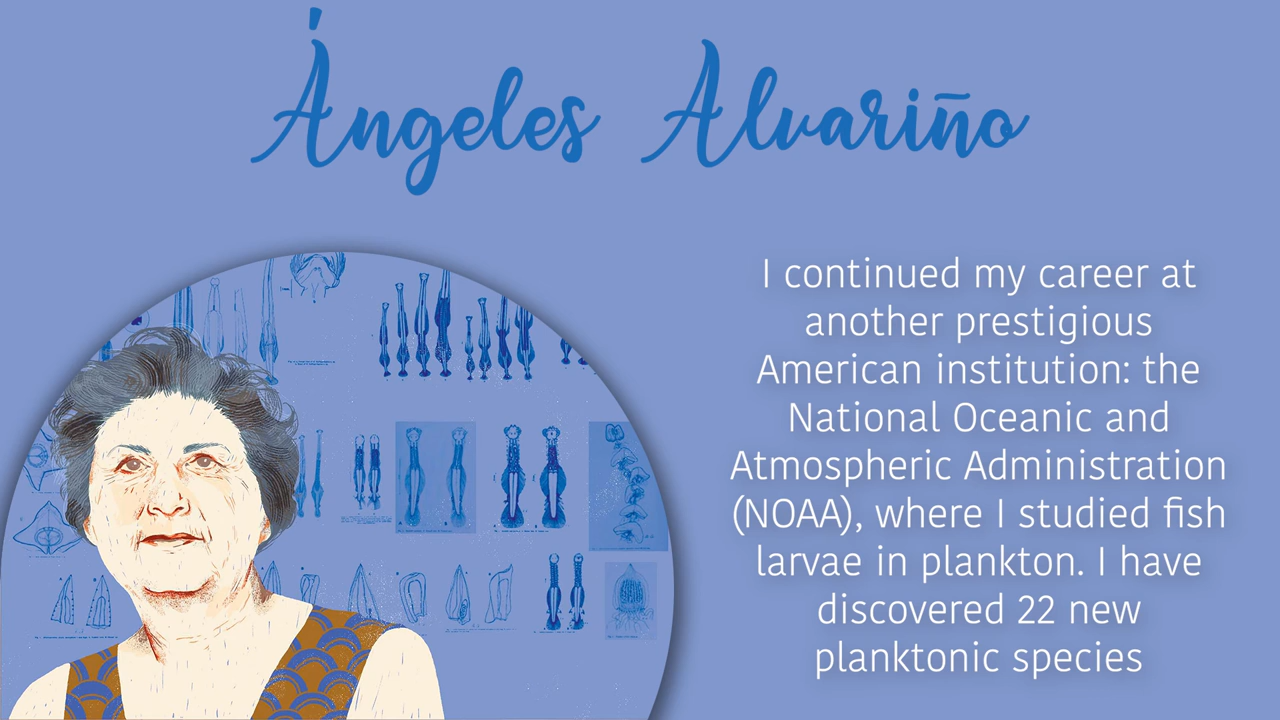 Ángeles Alvariño
I continued my career at
another prestigious
American institution: the
National Oceanic and
Atmospheric Administration
(NOAA), where I studied fish
larvae in plankton. I have
discovered 22 new
planktonic species